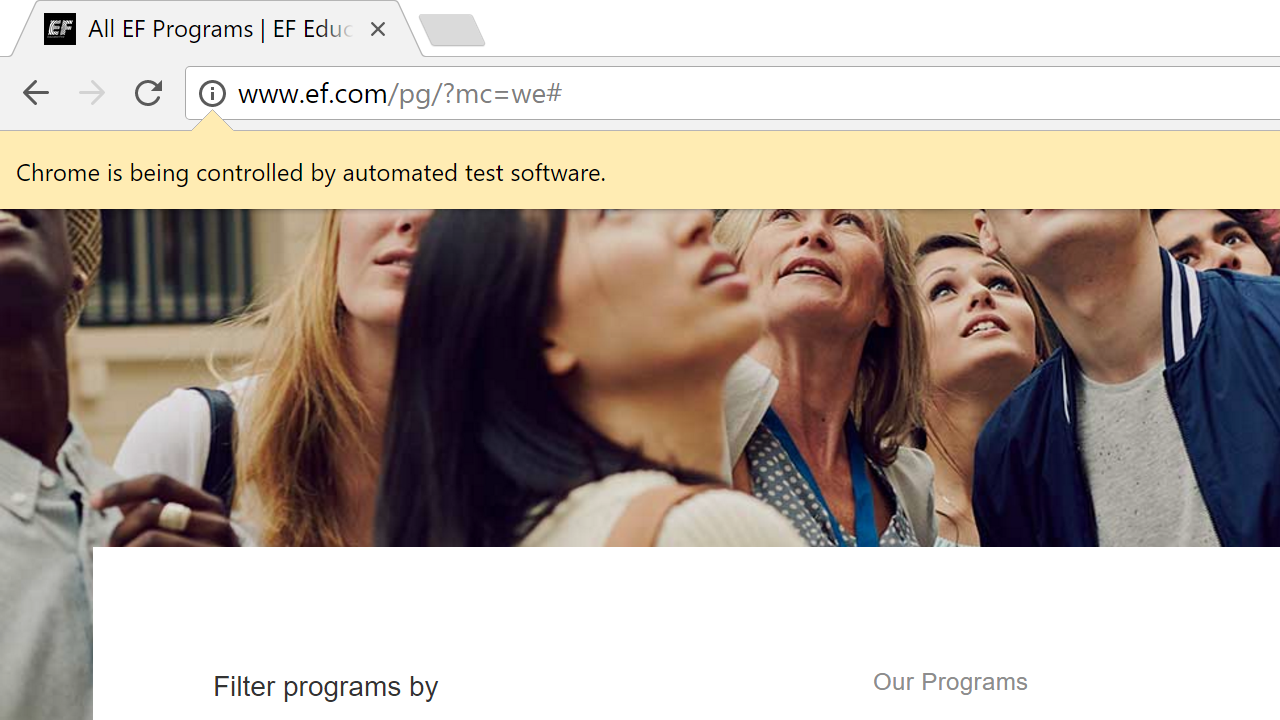 EF All EF Programs | EF Educ
www.ef.com/pg/?mc=we#
Chrome is being controlled by automated test software.
Filter programs by
Our Programs